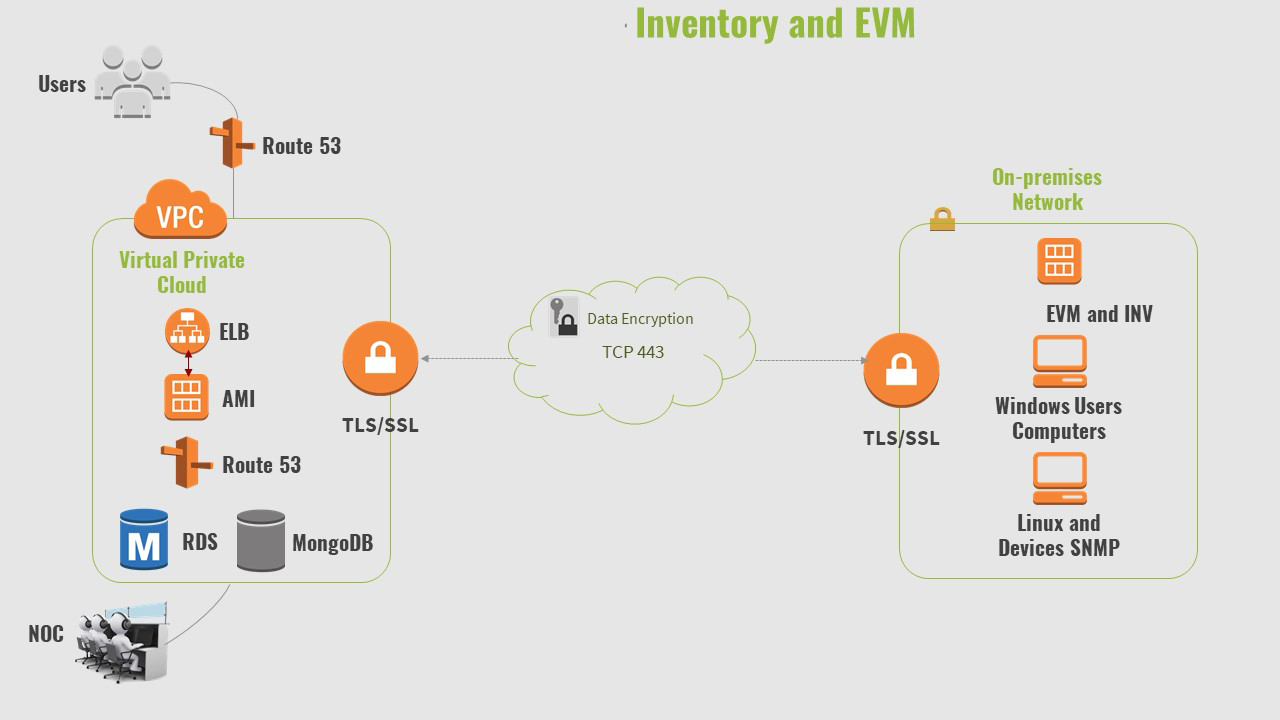 Inventory and EVM
Users
Route 53
VPC
Virtual Private
Cloud
ELB
AMI
Route 53
M
RDS
MongoDB
NOC
TLS/SSL
Data Encryption
TCP 443
TLS/SSL
On-premises
Network
EVM and INV
Windows Users
Computers
Linux and
Devices SNMP